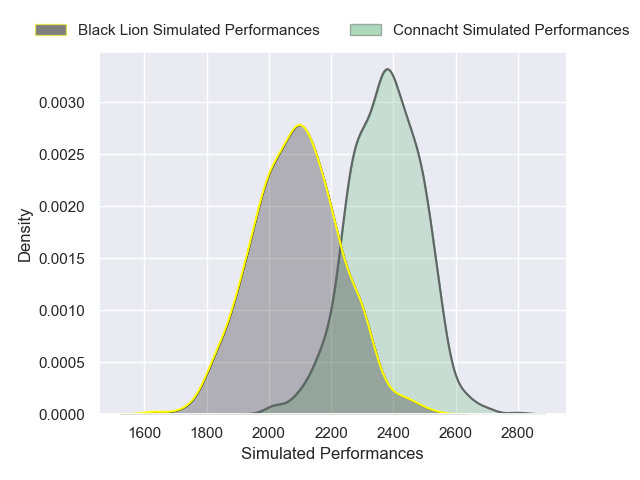 Black Lion Simulated Performances Connacht Simulated Performances
0.0030
0.0025
0.0020
0.0015
0.0010
0.0005
0.0000
Density
1600 1800 2000 2200 2400 2600 2800
Simulated Performances